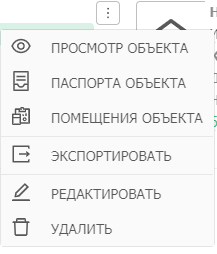 ПРОСМОТР ОБЪЕКТА
ПАСПОРТА ОБЪЕКТА
ПОМЕЩЕНИЯ ОБЪЕКТА
ЭКСПОРТИРОВАТЬ
РЕДАКТИРОВАТЬ
УДАЛИТЬ